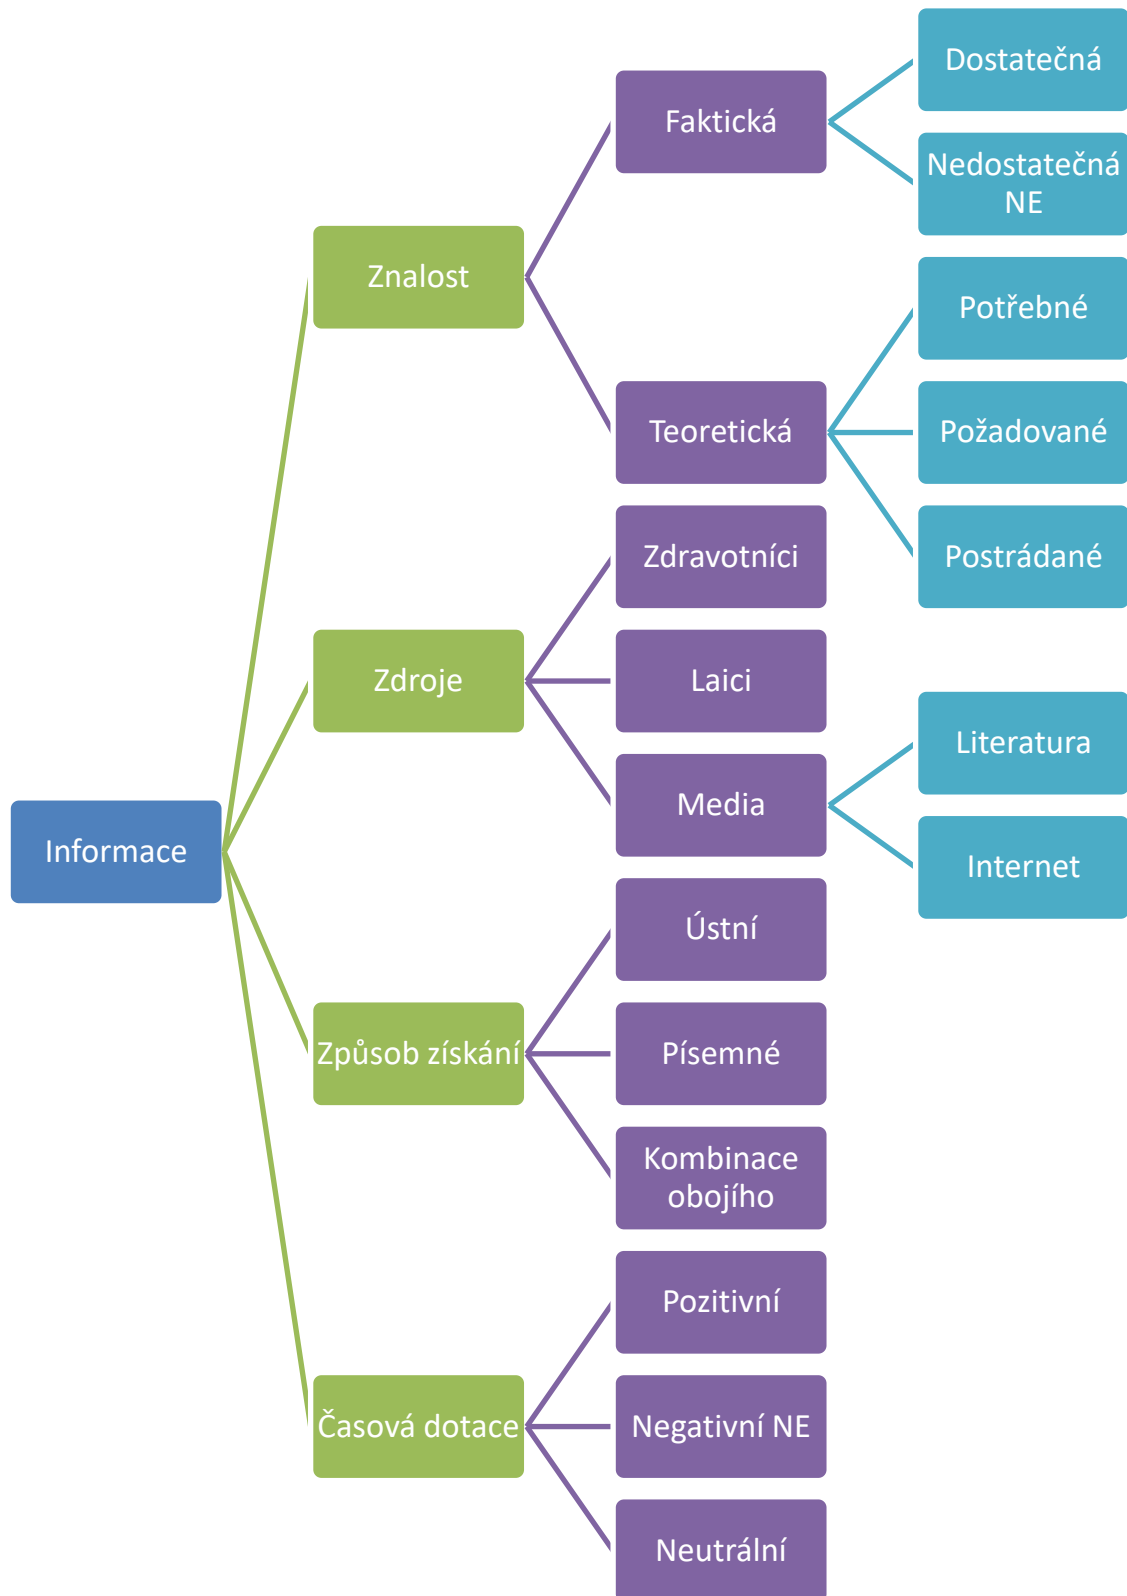 Informace
Znalost
Faktická
Dostatečná
Nedostatečná
NE
Teoretická
Potřebné
Požadované
Postrádané
Zdroje
Zdravotníci
Laici
Media
Literatura
Internet
Způsob získání
Ústní
Písemné
Kombinace
obojího
Časová dotace
Pozitivní
Negativní NE
Neutrální